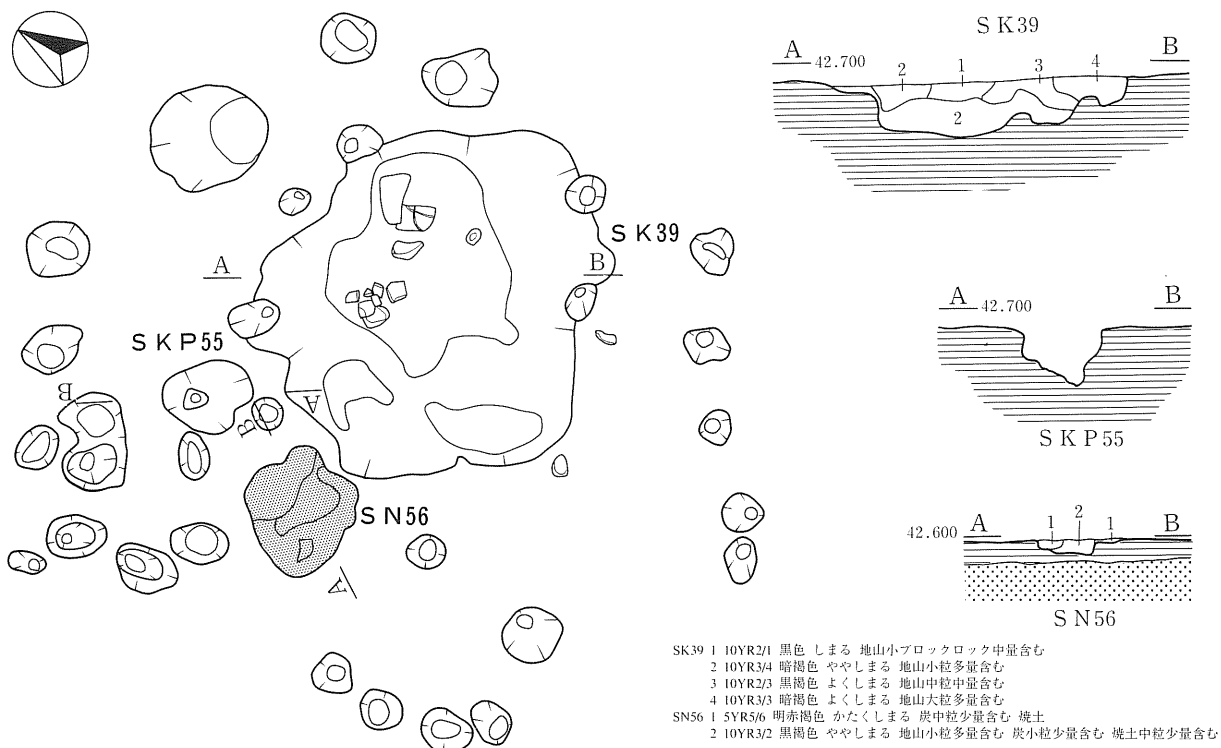 SK39
A 42.700 B
2 1 3 4
2
SK39
A
B
SKP55
A 42.700 B
SKP55
B
A
B
SN56
A
42.600 A B
1 2 1
SN56
SK39 1 10YR2/1 黒色 しまる 地山小ブロックロック中量含む
2 10YR3/4 暗褐色 ややしまる 地山小粒多量含む
3 10YR2/3 黒褐色 よくしまる 地山中粒中量含む
4 10YR3/3 暗褐色 よくしまる 地山大粒多量含む
SN56 1 5YR5/6 明赤褐色 かたくしまる 炭中粒少量含む 焼土
2 10YR3/2 黒褐色 ややしまる 地山小粒多量含む 炭小粒少量含む 焼土中粒少量含む